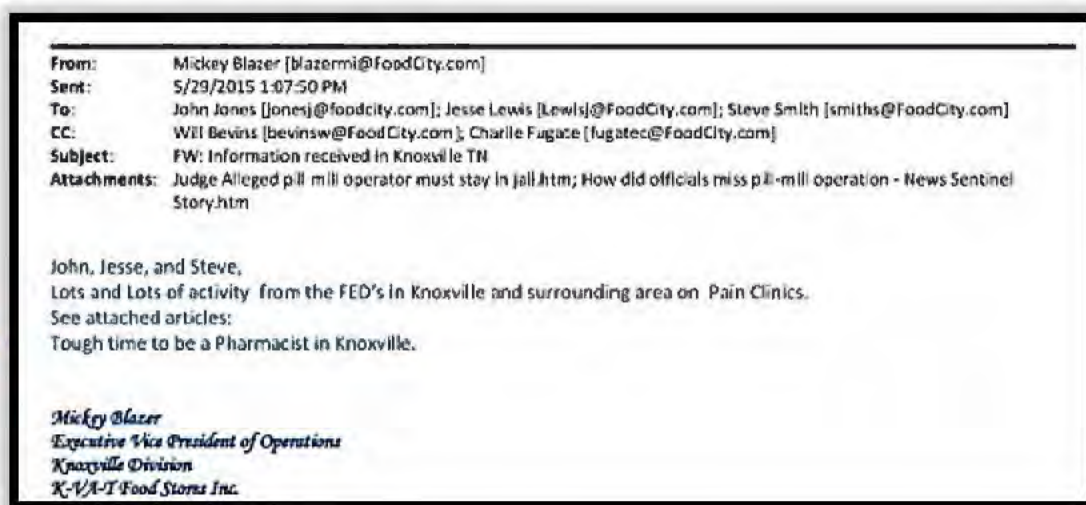 From: Mickey Blazer [blazermi@FoodCity.com]
Sent: 5/29/2015 1:07:50 PM
To: John Jones [jonesj@foodcity.com]; Jesse Lewis [Lewisj@FoodCity.com]; Steve Smith [smiths@FoodCity.com]
CC: Will Bevins [bevinsw@FoodCity.com]; Charlie Fugate [fugatec@FoodCity.com]
Subject: FW: Information received in Knoxville TN
Attachments: Judge Alleged pill mill operator must stay in jail.htm; How did officials miss pill-mill operation - News Sentinel
Story.htm
John, Jesse, and Steve,
Lots and Lots of activity from the FED's in Knoxville and surrounding area on Pain Clinics.
See attached articles:
Tough time to be a Pharmacist in Knoxville.
Mickey Blazer
Executive Vice President of Operations
Knoxville Division
K-VA-T Food Stores Inc.